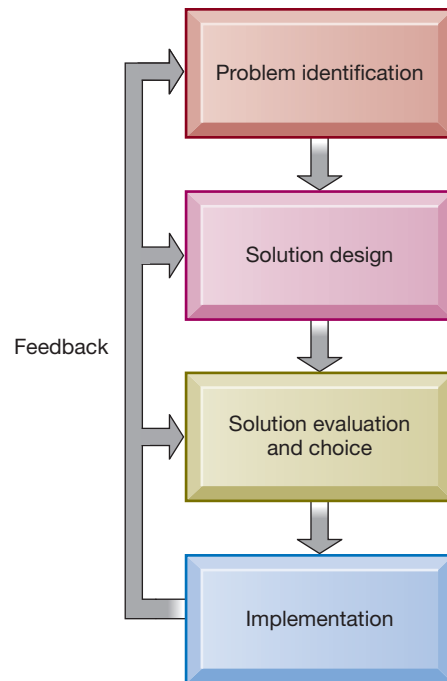 Problem identification
Solution design
Feedback
Solution evaluation
and choice
Implementation